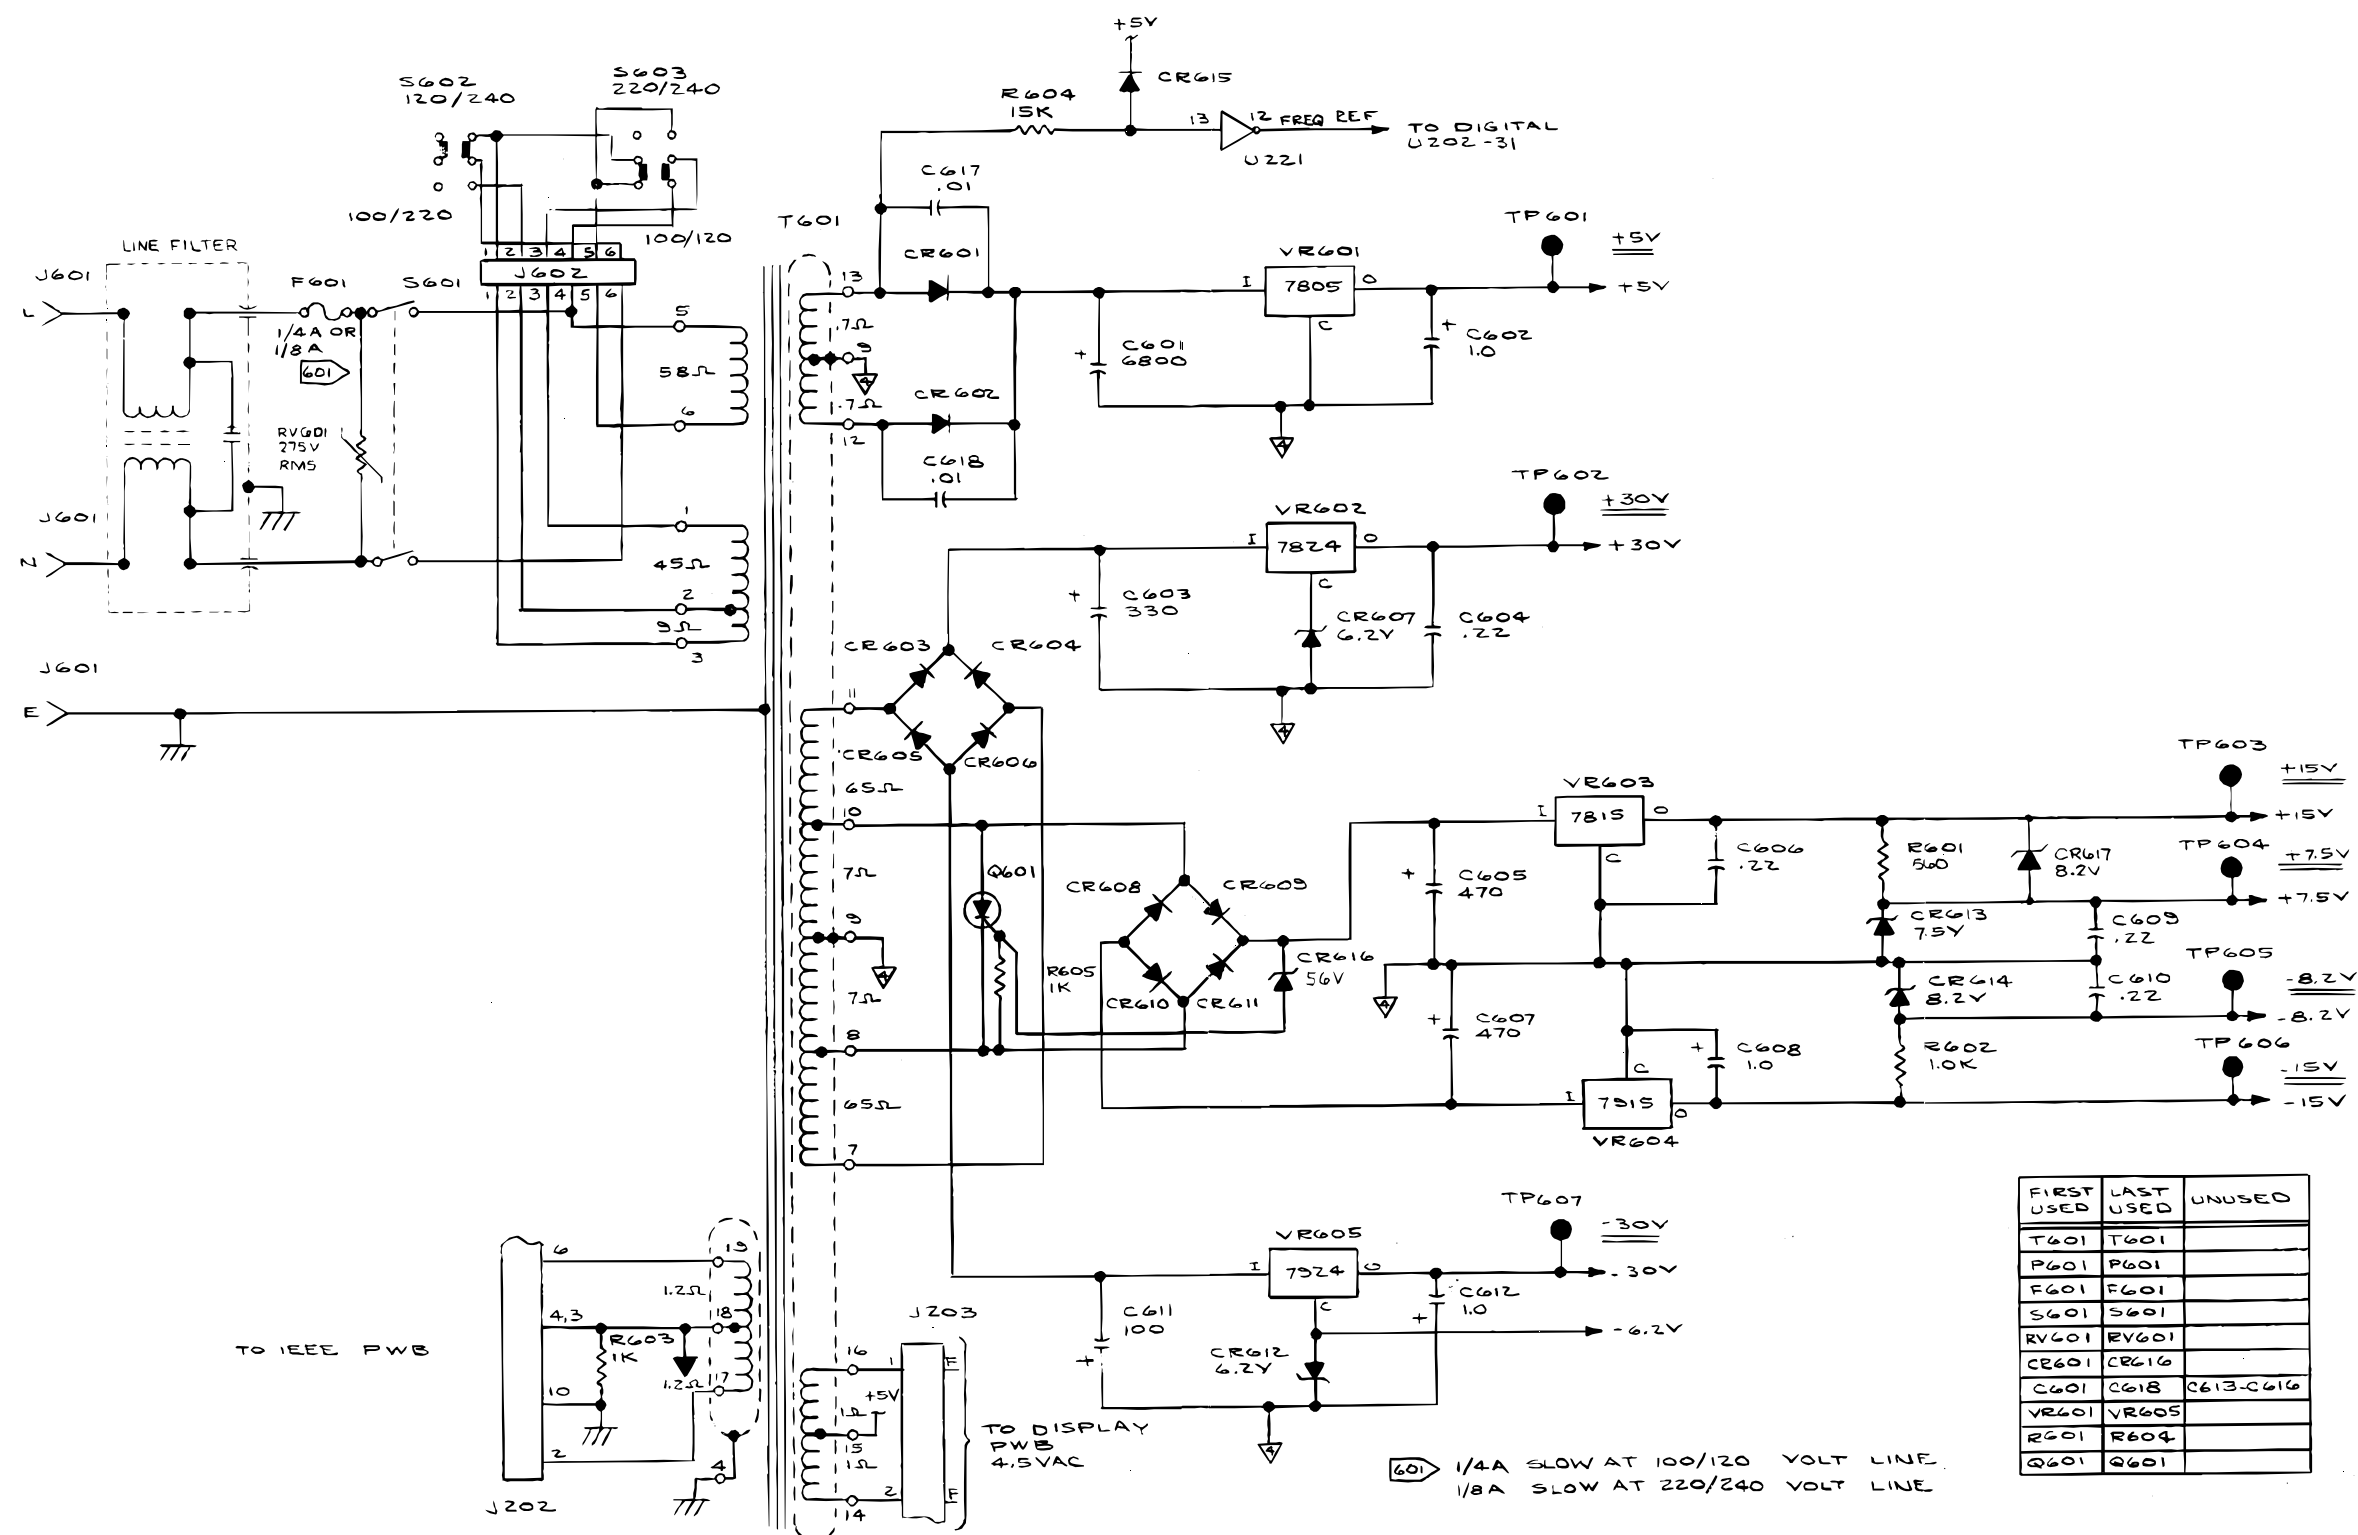 +5V
CR615
R604
15K
13
12
FREQ REF
TO DIGITAL
U202-31
U221
S602
120/240
100/220
S603
220/240
100/120
LINE FILTER
J601
L
F601
1/4A OR
1/8A
601
S601
RV601
275V
RMS
J601
N
J601
E
1 2 3 4 5 6
J602
1 2 3 4 5 6
5
58Ω
6
1
45Ω
2
9Ω
3
T601
13
.7Ω
9
4
.7Ω
12
C617
.01
CR601
CR602
C618
.01
C601
6800
+
VR601
I
7805
O
C
+
C602
1.0
4
TP601
+5V
+5V
VR602
I
7824
O
C
+
C603
330
CR607
6.2V
C604
.22
4
TP602
+30V
+30V
CR603
CR604
CR605
CR606
11
65Ω
10
7Ω
9
4
7Ω
8
65Ω
7
Q601
R605
1K
CR608
CR609
CR610
CR611
CR616
56V
+
C605
470
4
+
C607
470
VR603
I
7815
O
C
C606
.22
I
7915
O
C
VR604
+
C608
1.0
R601
560
CR617
8.2V
CR613
7.5V
C609
.22
CR614
8.2V
C610
.22
R602
1.0K
TP603
+15V
+15V
TP604
+7.5V
+7.5V
TP605
-8.2V
-8.2V
TP606
-15V
-15V
VR605
I
7924
O
C
C611
100
+
C612
1.0
+
CR612
6.2V
-6.2V
4
TP607
-30V
-30V
TO IEEE PWB
J202
6
4,3
10
2
R603
1K
19
1.2Ω
18
1.2Ω
17
4
J203
16
1
F
+5V
1Ω
15
1Ω
2
F
14
TO DISPLAY
PWB
4.5VAC
601 1/4A SLOW AT 100/120 VOLT LINE
1/8A SLOW AT 220/240 VOLT LINE
FIRST USED LAST USED UNUSED
T601 T601
P601 P601
F601 F601
S601 S601
RV601 RV601
CR601 CR616
C601 C618 C613-C616
VR601 VR605
R601 R604
Q601 Q601